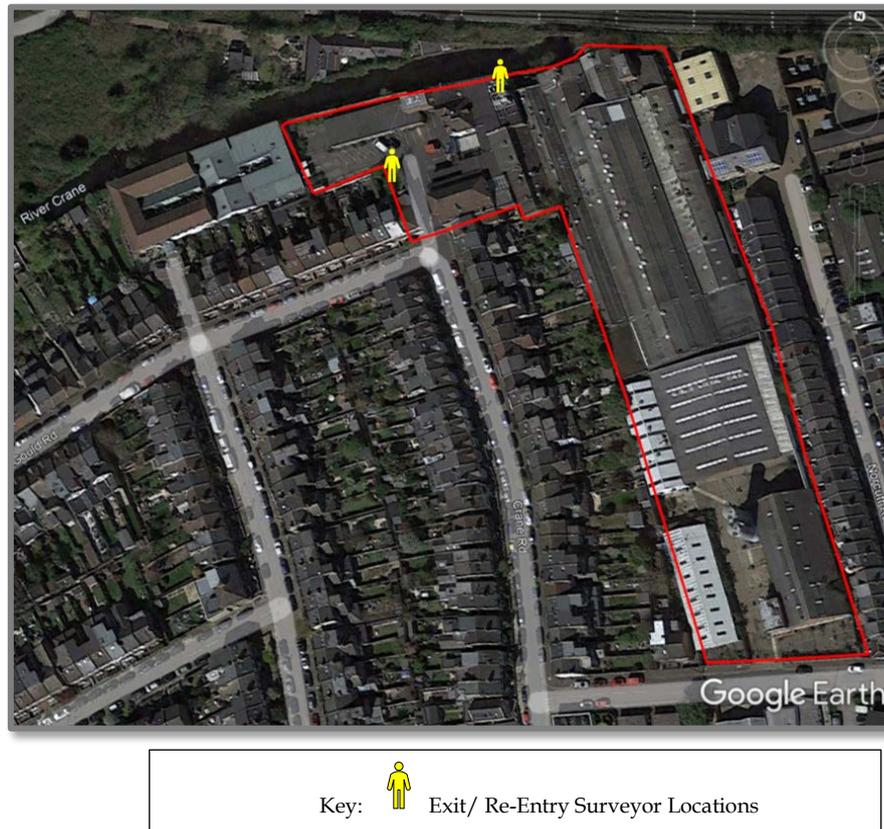 N
River Crane
Gould Rd
Crane Rd
Google Earth
Key: Exit/ Re-Entry Surveyor Locations